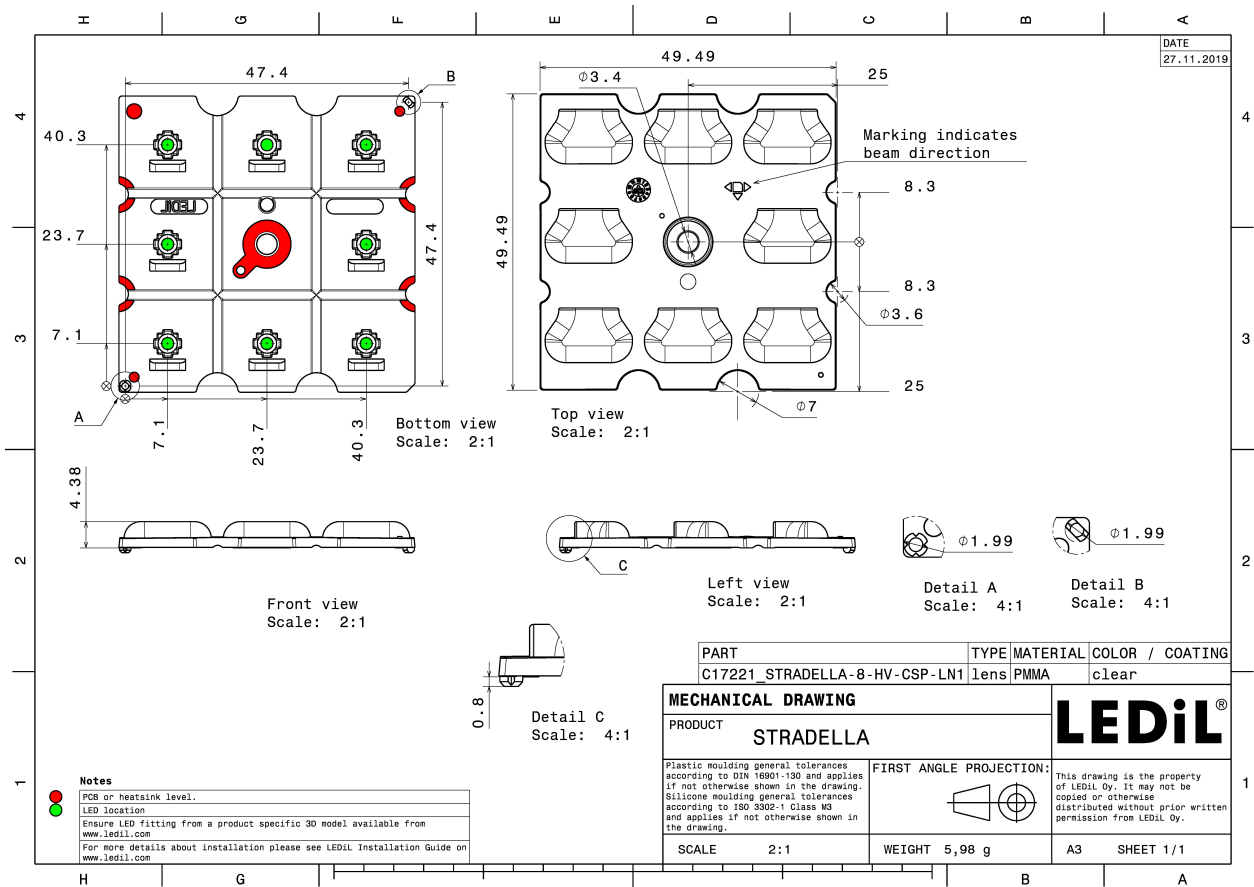 H G F E D C B A
DATE
27.11.2019
4
3
2
1
4
3
2
1
47.4
B
40.3
23.7
7.1
47.4
LEDiL
A
7.1
23.7
40.3
Bottom view
Scale: 2:1
49.49
∅3.4
25
49.49
Marking indicates
beam direction
8.3
8.3
∅3.6
25
∅7
Top view
Scale: 2:1
4.38
Front view
Scale: 2:1
C
Left view
Scale: 2:1
∅1.99
Detail A
Scale: 4:1
∅1.99
Detail B
Scale: 4:1
0.8
Detail C
Scale: 4:1
PART TYPE MATERIAL COLOR / COATING
C17221_STRADELLA-8-HV-CSP-LN1 lens PMMA clear
MECHANICAL DRAWING
PRODUCT
STRADELLA
LEDiL®
Plastic moulding general tolerances
according to DIN 16901-130 and applies
if not otherwise shown in the drawing.
Silicone moulding general tolerances
according to ISO 3302-1 Class M3
and applies if not otherwise shown in
the drawing.
FIRST ANGLE PROJECTION:
This drawing is the property
of LEDiL Oy. It may not be
copied or otherwise
distributed without prior written
permission from LEDiL Oy.
SCALE 2:1
WEIGHT 5,98 g
A3 SHEET 1/1
Notes
PCB or heatsink level.
LED location
Ensure LED fitting from a product specific 3D model available from
www.ledil.com
For more details about installation please see LEDiL Installation Guide on
www.ledil.com
H G B A